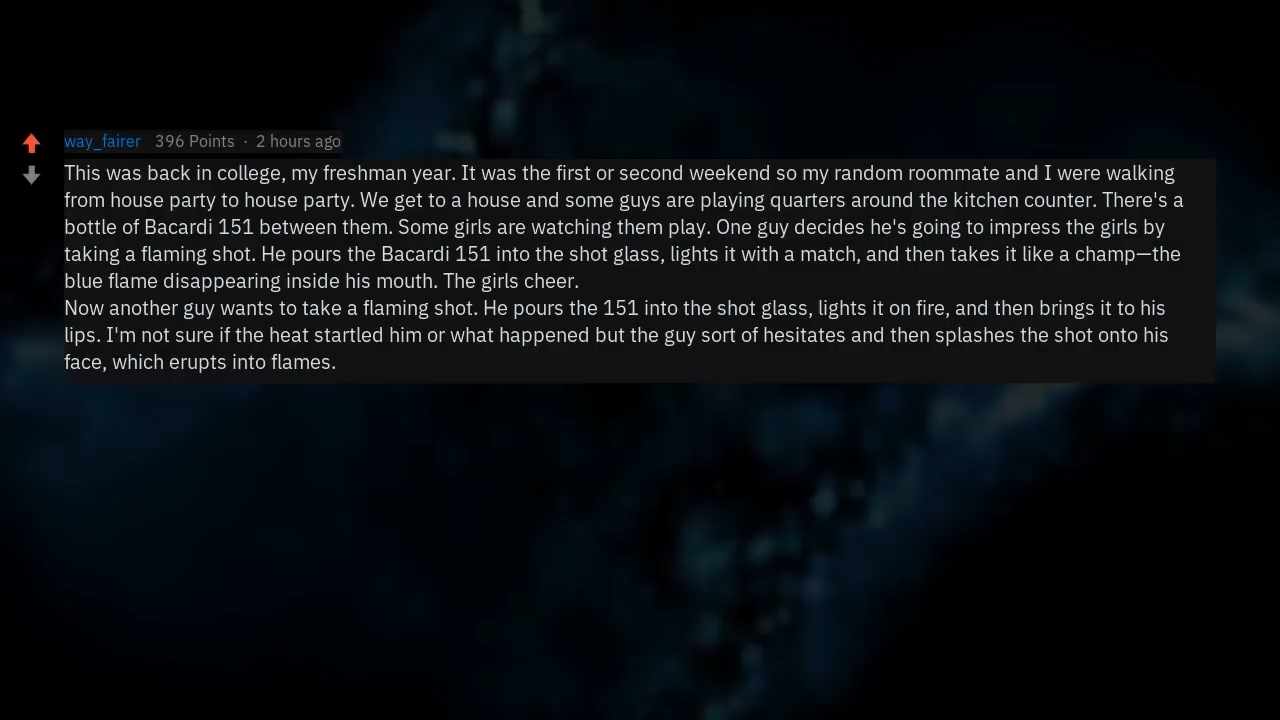 way_fairer 396 Points · 2 hours ago
This was back in college, my freshman year. It was the first or second weekend so my random roommate and I were walking
from house party to house party. We get to a house and some guys are playing quarters around the kitchen counter. There's a
bottle of Bacardi 151 between them. Some girls are watching them play. One guy decides he's going to impress the girls by
taking a flaming shot. He pours the Bacardi 151 into the shot glass, lights it with a match, and then takes it like a champ—the
blue flame disappearing inside his mouth. The girls cheer.
Now another guy wants to take a flaming shot. He pours the 151 into the shot glass, lights it on fire, and then brings it to his
lips. I'm not sure if the heat startled him or what happened but the guy sort of hesitates and then splashes the shot onto his
face, which erupts into flames.